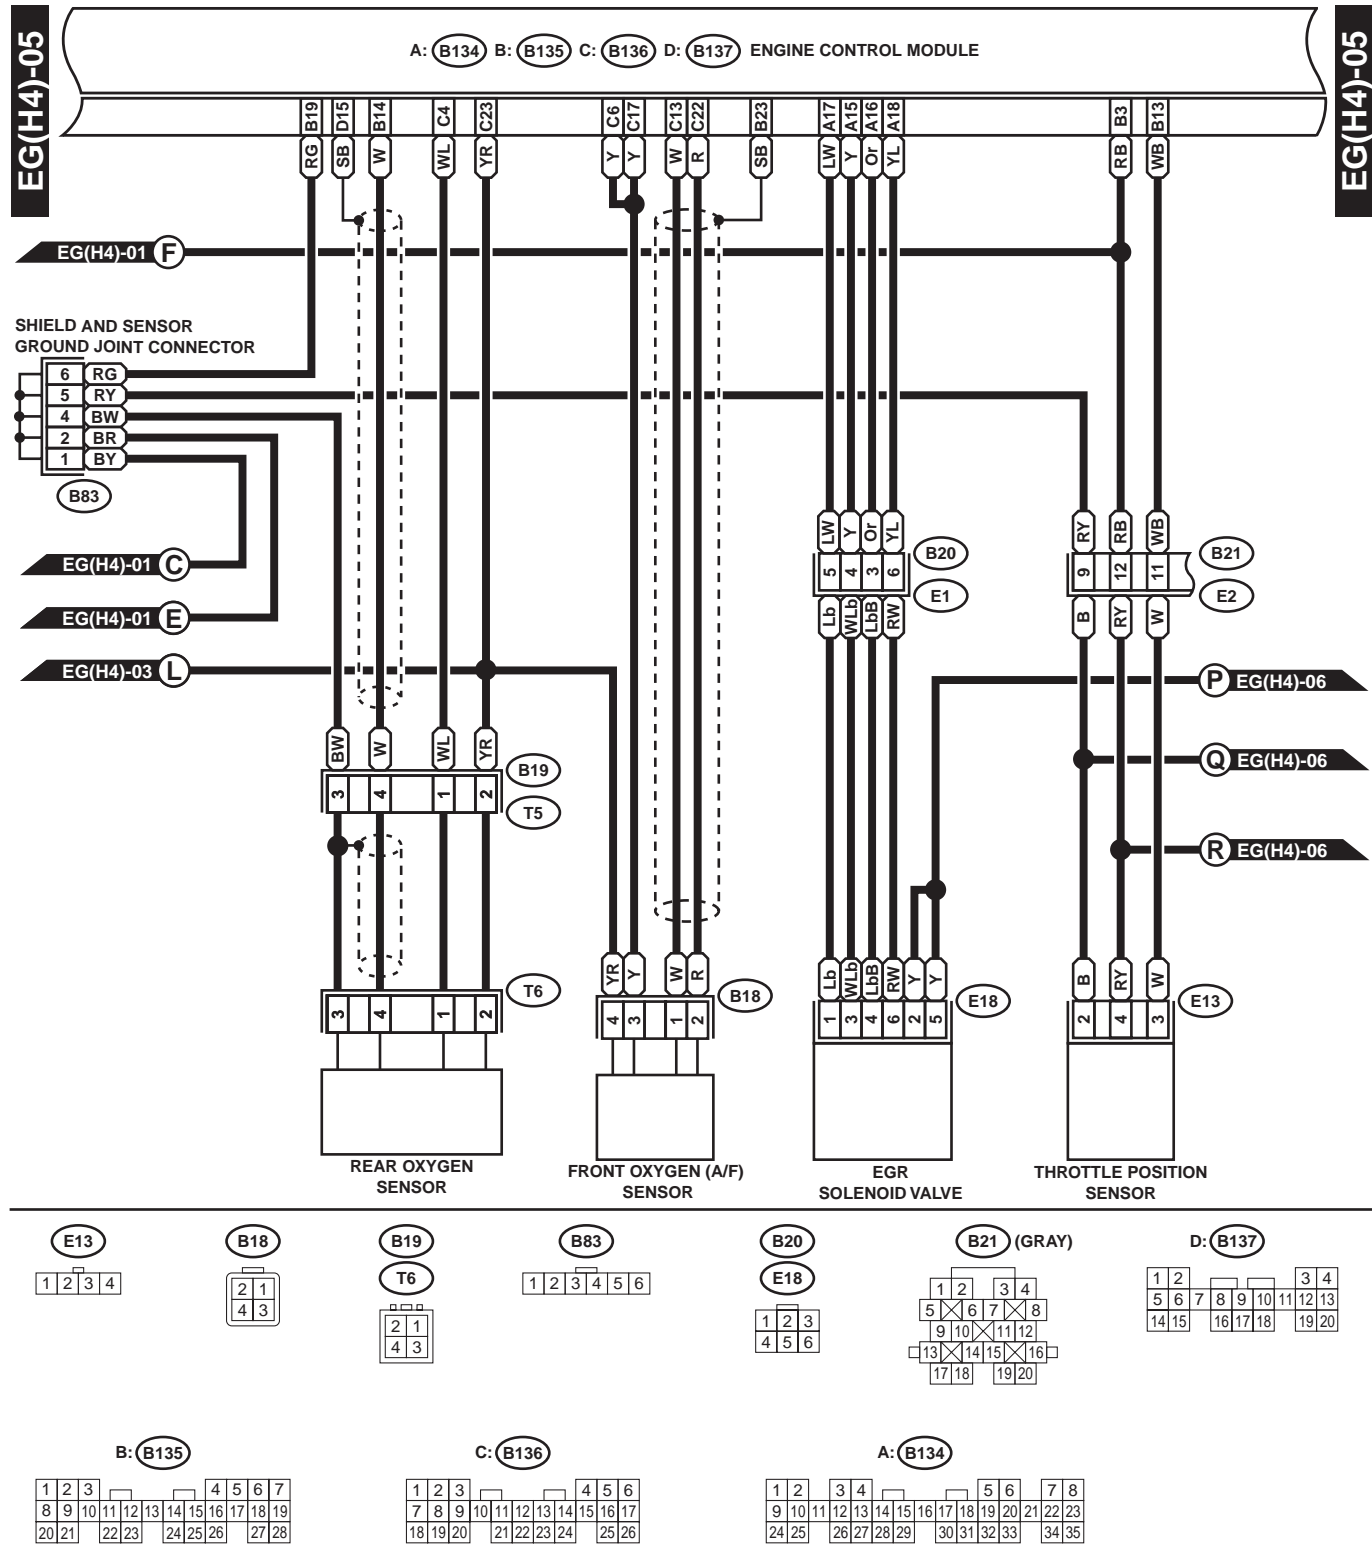 EG(H4)-05
EG(H4)-05
A: B134 B: B135 C: B136 D: B137 ENGINE CONTROL MODULE
B19 D15 B14 C4 C23 C6 C17 C13 C22 B23 A17 A15 A16 A18 B3 B13
RG SB W WL YR Y Y W R SB LW Y Or YL RB WB
EG(H4)-01 F
SHIELD AND SENSOR
GROUND JOINT CONNECTOR
6 RG
5 RY
4 BW
2 BR
1 BY
B83
LW Y Or YL RY RB WB
5 4 3 6 B20 9 12 11 B21
E1 E2
Lb WLb LbB RW B RY W
EG(H4)-01 C
EG(H4)-01 E
EG(H4)-03 L
P EG(H4)-06
Q EG(H4)-06
R EG(H4)-06
BW W WL YR
3 4 1 2 B19
T5
YR Y W R
Lb WLb LbB RW Y Y
B RY W
3 4 1 2 T6
4 3 1 2 B18
1 3 4 6 2 5 E18
2 4 3 E13
REAR OXYGEN
SENSOR
FRONT OXYGEN (A/F)
SENSOR
EGR
SOLENOID VALVE
THROTTLE POSITION
SENSOR
E13
1 2 3 4
B18
2 1
4 3
B19
T6
2 1
4 3
B83
1 2 3 4 5 6
B20
E18
1 2 3
4 5 6
B21 (GRAY)
1 2 3 4
5 6 7 8
9 10 11 12
13 14 15 16
17 18 19 20
D: B137
1 2 3 4
5 6 7 8 9 10 11 12 13
14 15 16 17 18 19 20
B: B135
1 2 3 4 5 6 7
8 9 10 11 12 13 14 15 16 17 18 19
20 21 22 23 24 25 26 27 28
C: B136
1 2 3 4 5 6
7 8 9 10 11 12 13 14 15 16 17
18 19 20 21 22 23 24 25 26
A: B134
1 2 3 4 5 6 7 8
9 10 11 12 13 14 15 16 17 18 19 20 21 22 23
24 25 26 27 28 29 30 31 32 33 34 35